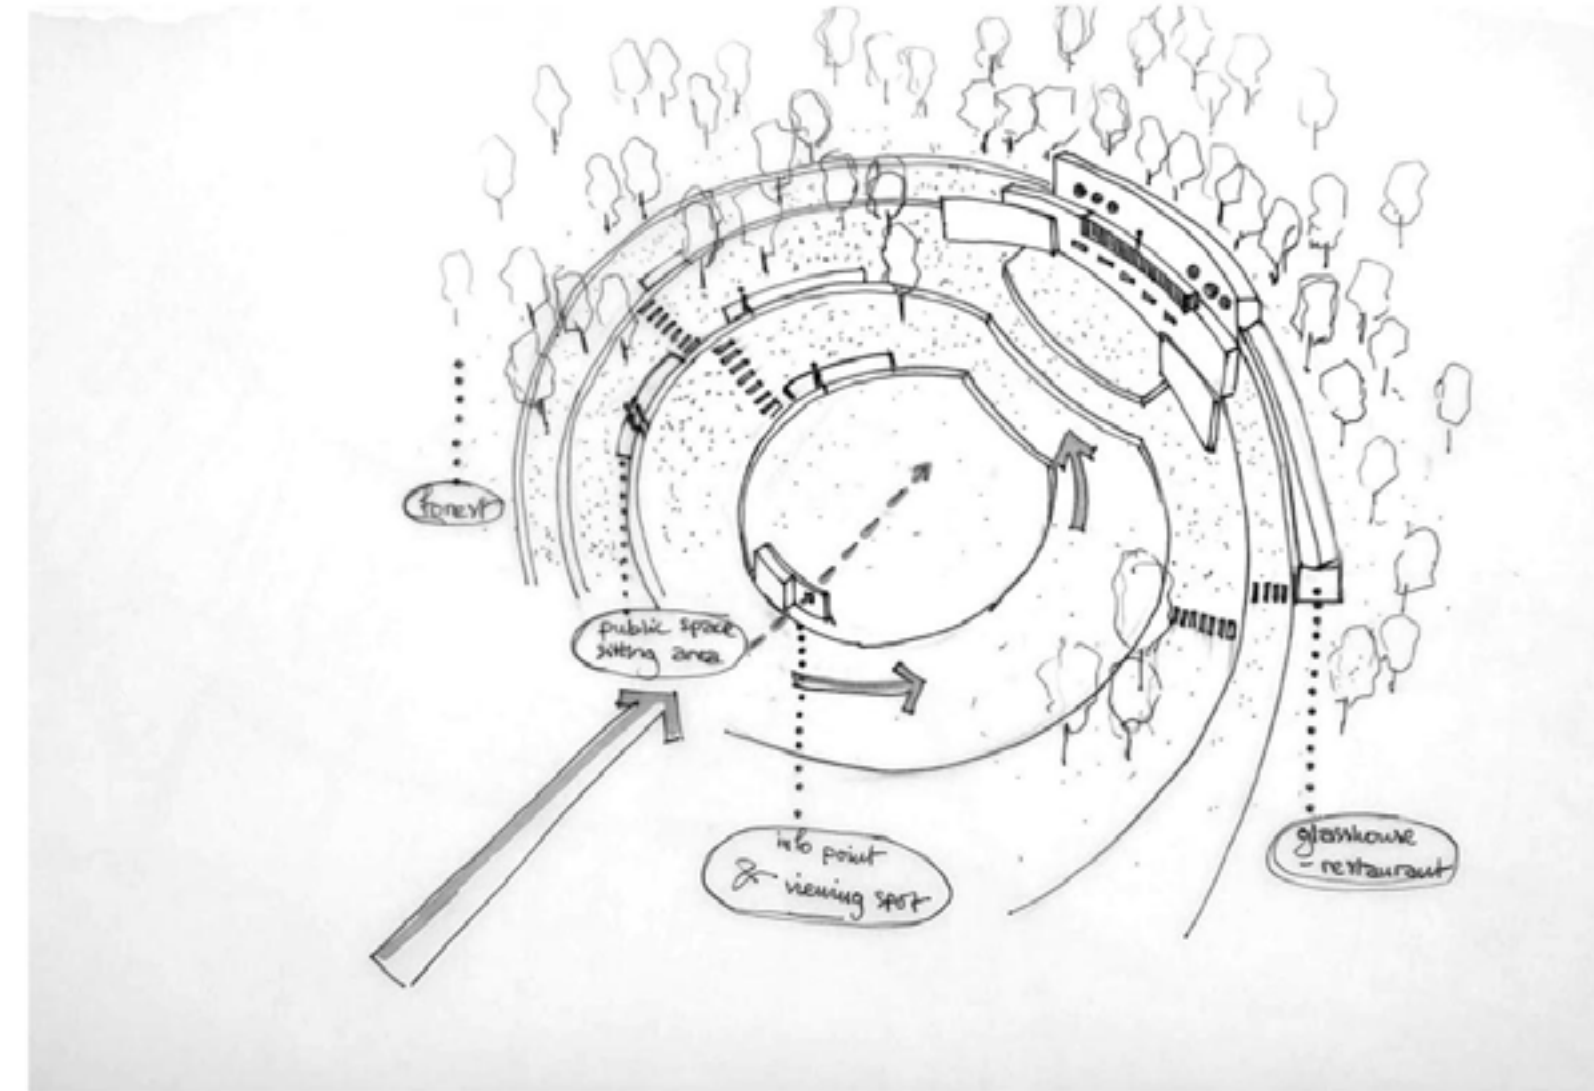 forest
public space
sitting area
info point
& viewing spot
glasshouse
- restaurant